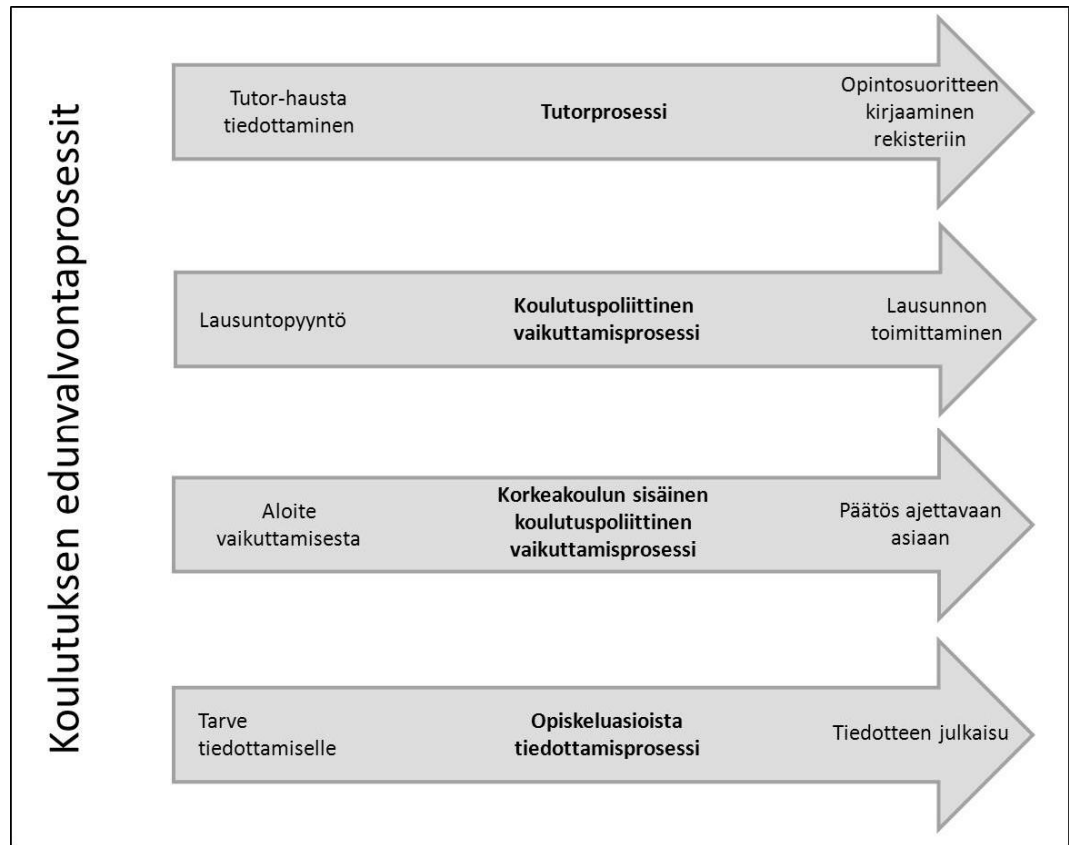 Koulutuksen edunvalvontaprosessit
Tutor-hausta
tiedottaminen
Tutorprosessi
Opintosuoritteen
kirjaaminen
rekisteriin
Lausuntopyyntö
Koulutuspoliittinen
vaikuttamisprosessi
Lausunnon
toimittaminen
Aloite
vaikuttamisesta
Korkeakoulun sisäinen
koulutuspoliittinen
vaikuttamisprosessi
Päätös ajettavaan
asiaan
Tarve
tiedottamiselle
Opiskeluasioista
tiedottamisprosessi
Tiedotteen julkaisu